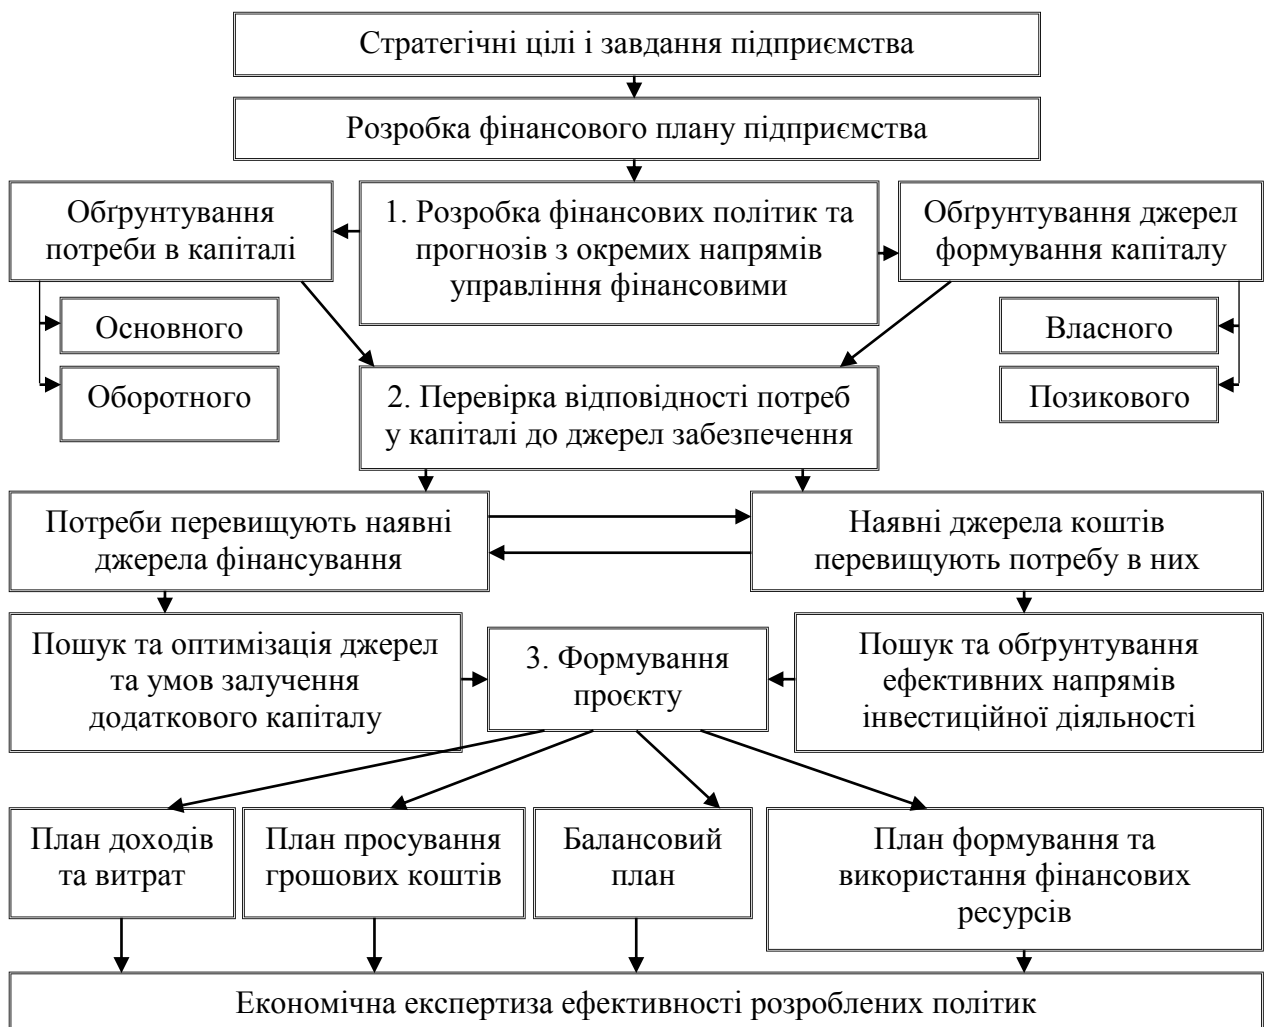 Стратегічні цілі і завдання підприємства
Розробка фінансового плану підприємства
Обґрунтування
потреби в капіталі
1. Розробка фінансових політик та
прогнозів з окремих напрямів
управління фінансовими
Обґрунтування джерел
формування капіталу
Основного
Оборотного
Власного
Позикового
2. Перевірка відповідності потреб
у капіталі до джерел забезпечення
Потреби перевищують наявні
джерела фінансування
Наявні джерела коштів
перевищують потребу в них
Пошук та оптимізація джерел
та умов залучення
додаткового капіталу
3. Формування
проєкту
Пошук та обґрунтування
ефективних напрямів
інвестиційної діяльності
План доходів
та витрат
План просування
грошових коштів
Балансовий
план
План формування та
використання фінансових
ресурсів
Економічна експертиза ефективності розроблених політик